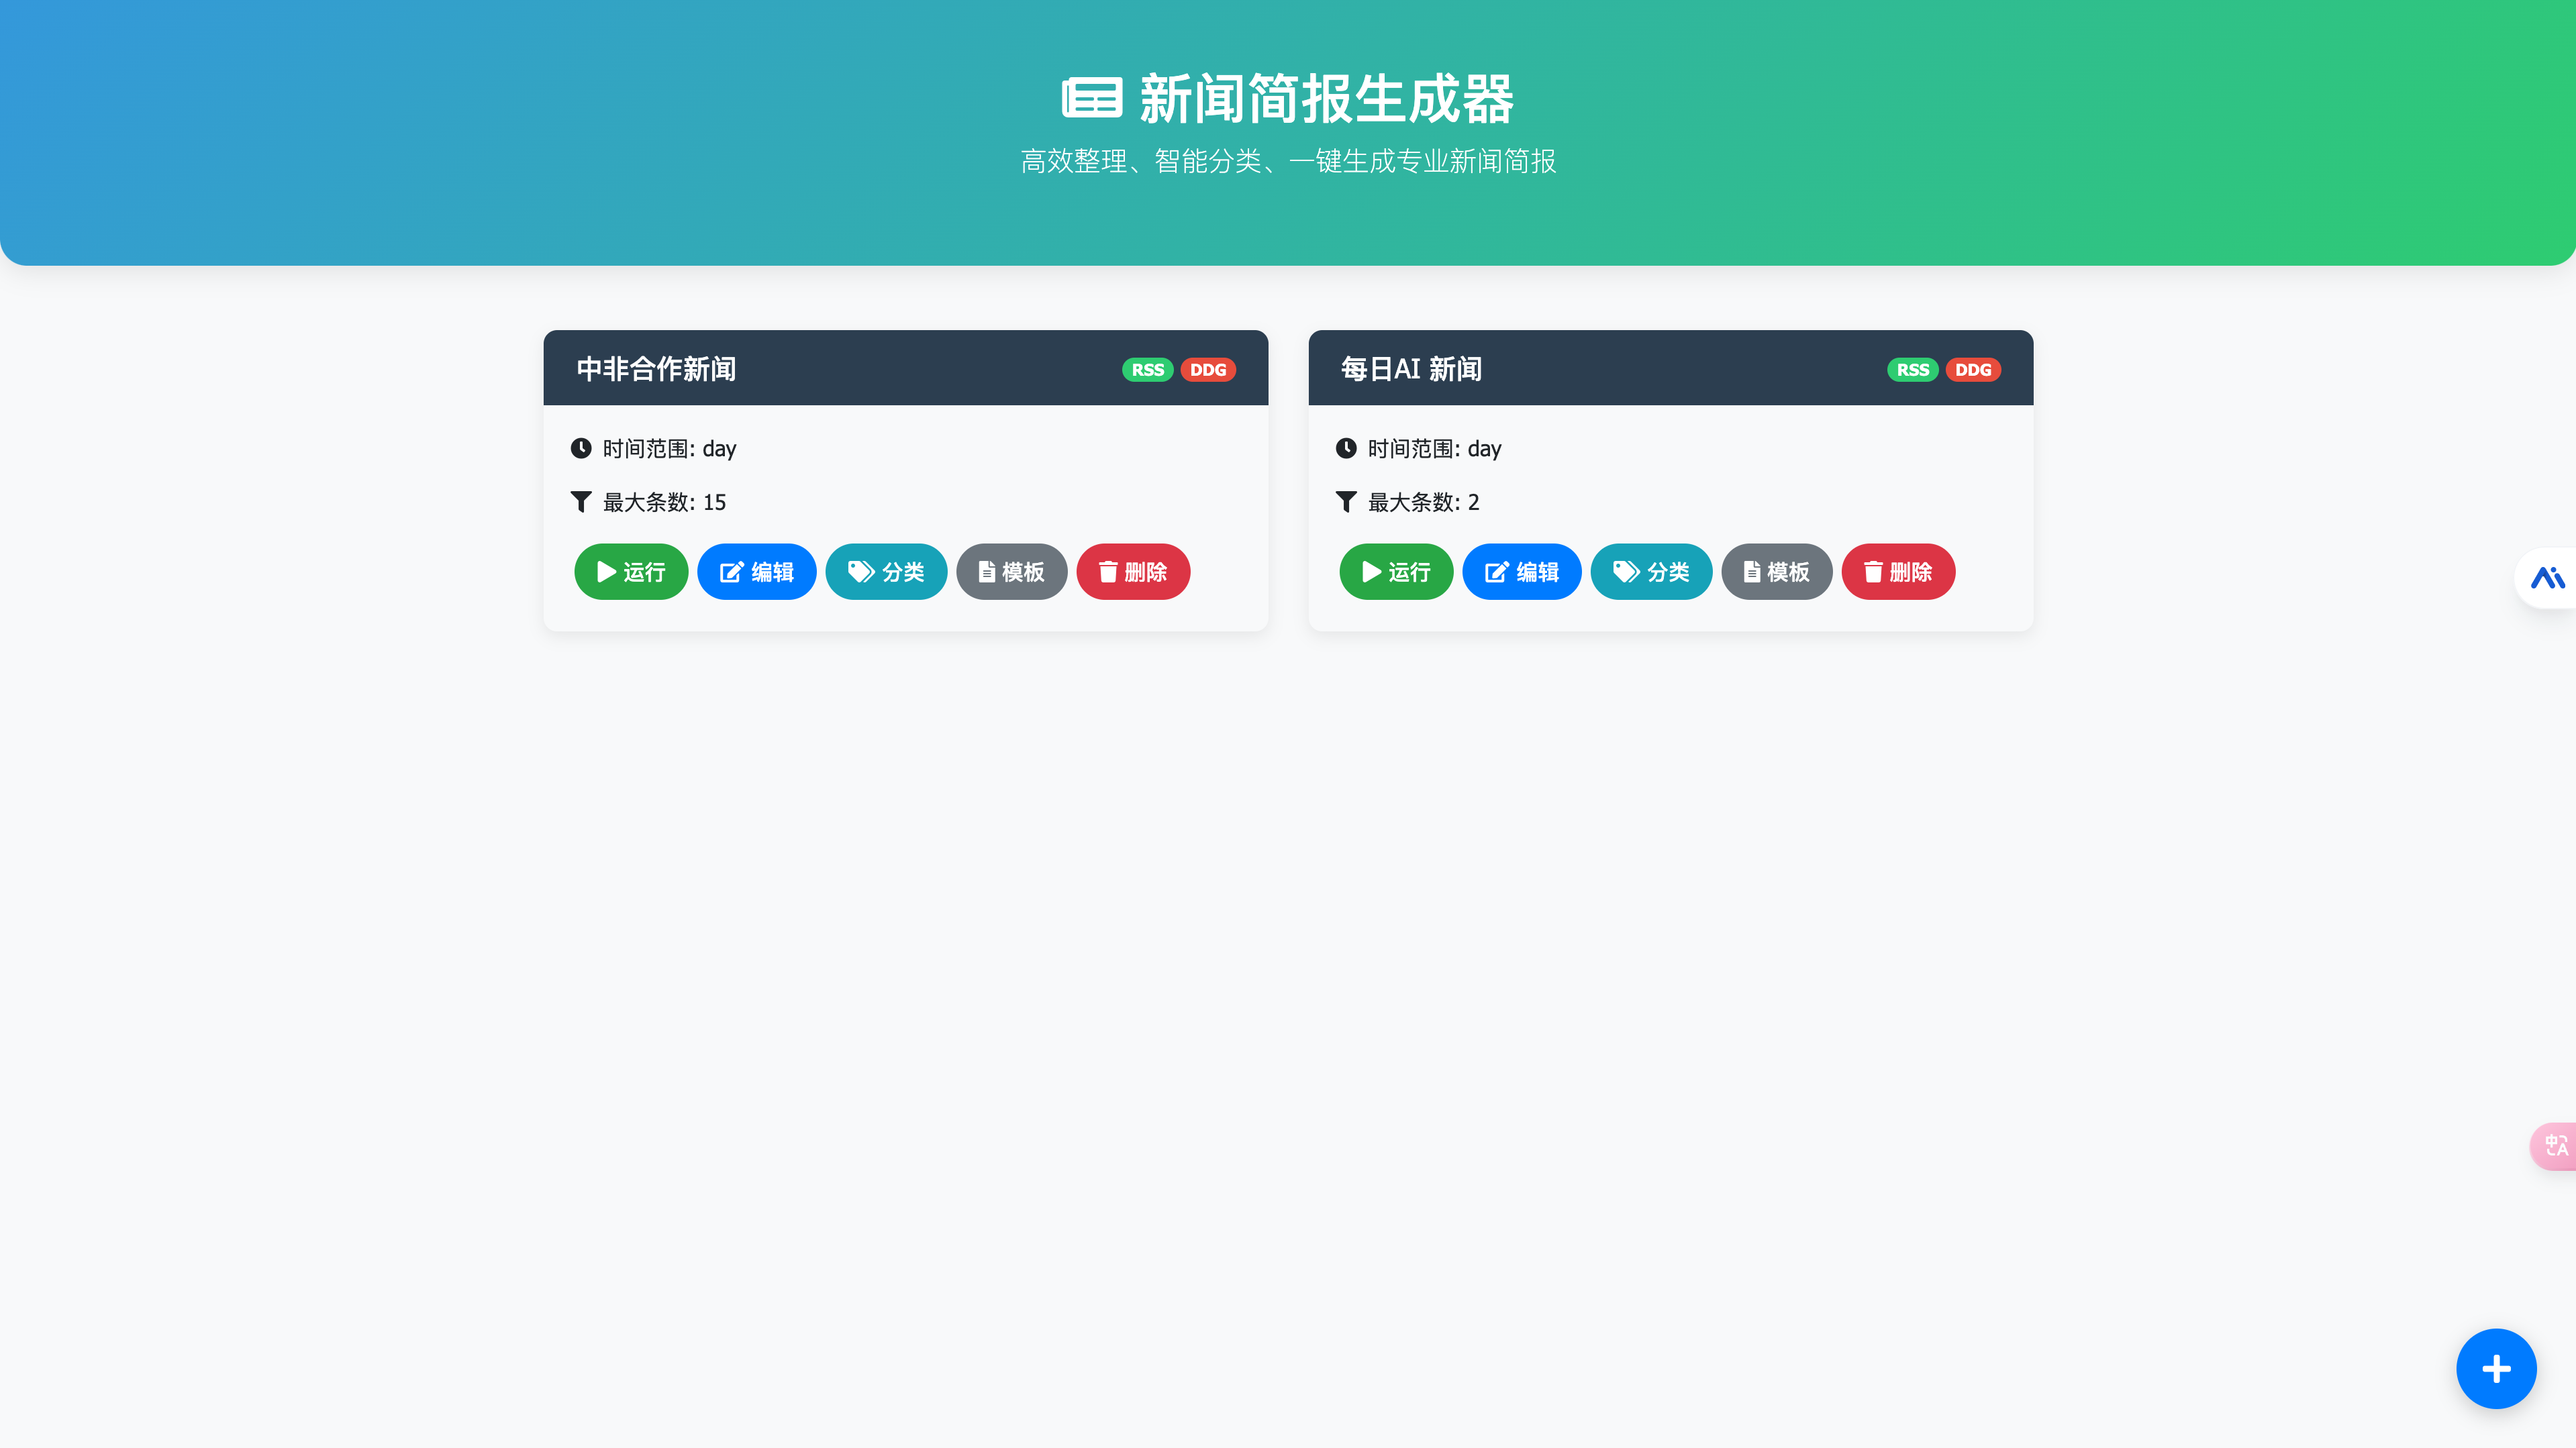 新闻简报生成器
高效整理、智能分类、一键生成专业新闻简报
中非合作新闻 RSS DDG
时间范围: day
最大条数: 15
运行 编辑 分类 模板 删除
每日AI 新闻 RSS DDG
时间范围: day
最大条数: 2
运行 编辑 分类 模板 删除
中A